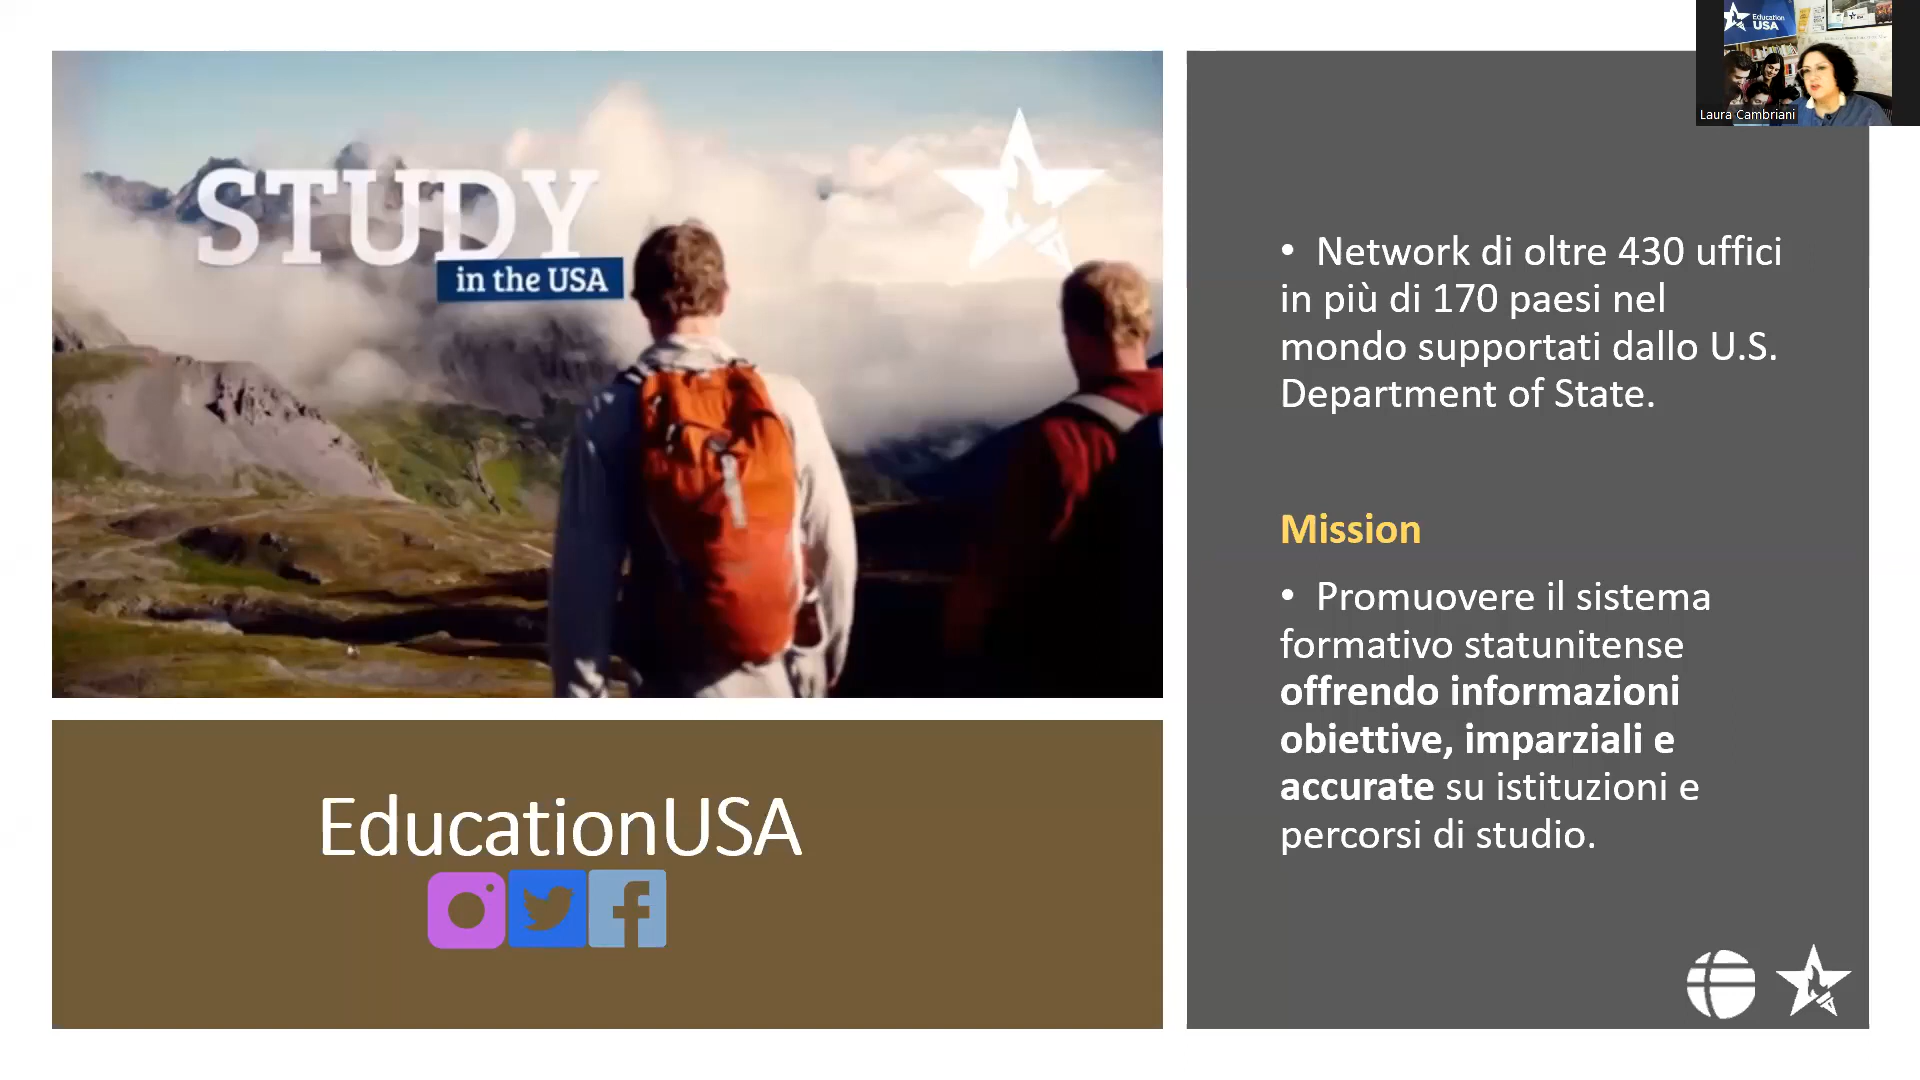 Education
USA
Laura Cambriani
STUDY
in the USA
• Network di oltre 430 uffici
in più di 170 paesi nel
mondo supportati dallo U.S.
Department of State.
Mission
• Promuovere il sistema
formativo statunitense
offrendo informazioni
obiettive, imparziali e
accurate su istituzioni e
percorsi di studio.
EducationUSA